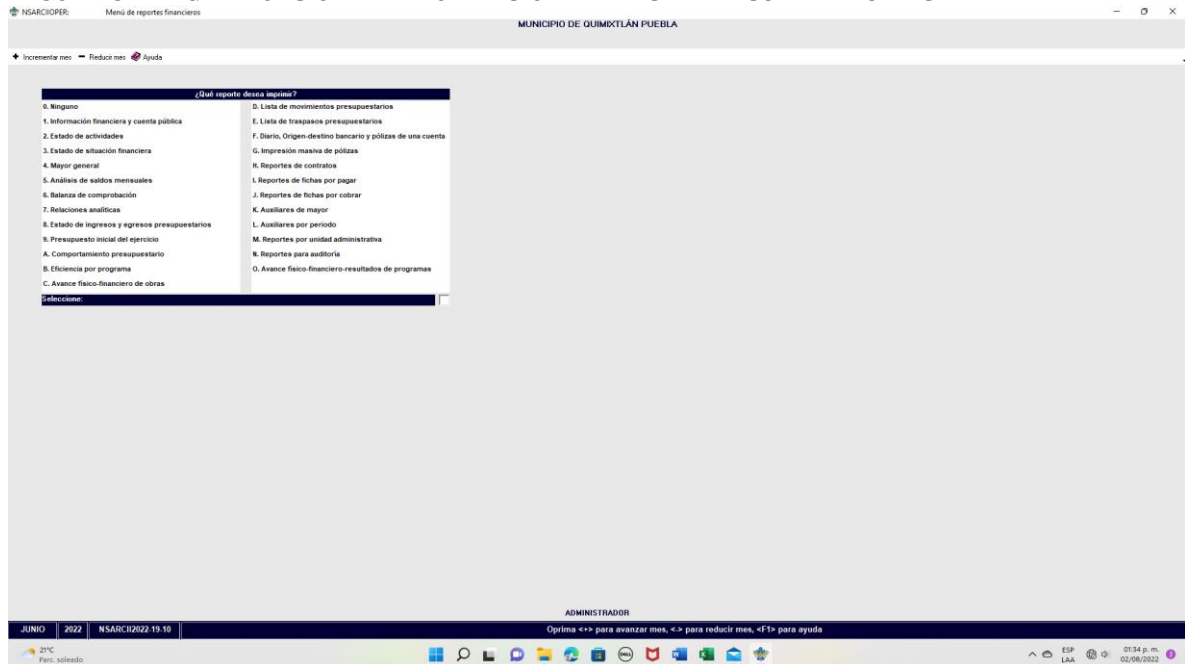 NSARCIIOPER: Menú de reportes financieros
MUNICIPIO DE QUIMIXTLÁN PUEBLA
Incrementar mes Reducir mes Ayuda
¿Qué reporte desea imprimir?
0. Ninguno
1. Información financiera y cuenta pública
2. Estado de actividades
3. Estado de situación financiera
4. Mayor general
5. Análisis de saldos mensuales
6. Balanza de comprobación
7. Relaciones analíticas
8. Estado de ingresos y egresos presupuestarios
9. Presupuesto inicial del ejercicio
A. Comportamiento presupuestario
B. Eficiencia por programa
C. Avance físico-financiero de obras
D. Lista de movimientos presupuestarios
E. Lista de traspasos presupuestarios
F. Diario, Origen-destino bancario y pólizas de una cuenta
G. Impresión masiva de pólizas
H. Reportes de contratos
I. Reportes de fichas por pagar
J. Reportes de fichas por cobrar
K. Auxiliares de mayor
L. Auxiliares por periodo
M. Reportes por unidad administrativa
N. Reportes para auditoría
O. Avance físico-financiero-resultados de programas
Seleccione:
ADMINISTRADOR
JUNIO 2022 NSARCII2022-19-10 Oprima <+> para avanzar mes, <-> para reducir mes, <F1> para ayuda
21°C
Parc. soleado
DELL
ESP
LAA
01:34 p. m.
02/08/2022